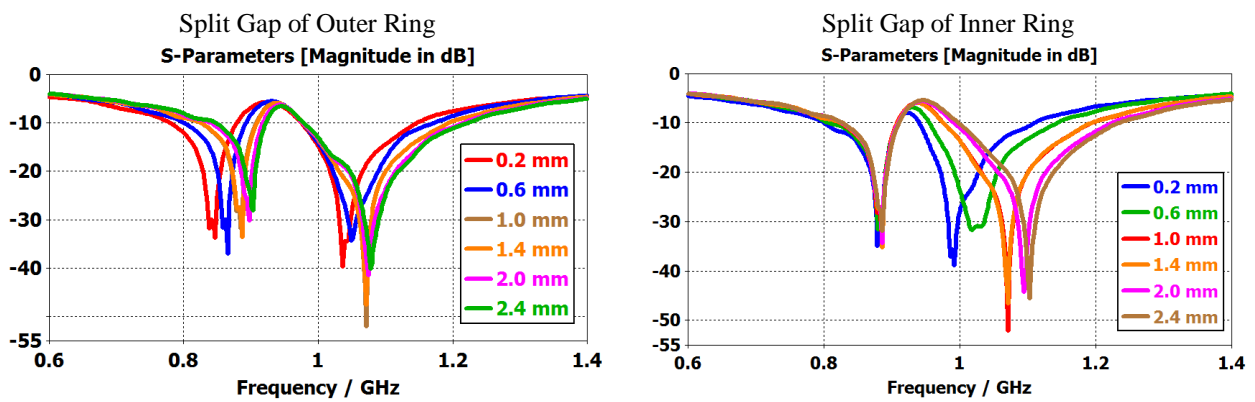 Split Gap of Outer Ring
S-Parameters [Magnitude in dB]
0
-10
-20
-30
-40
-55
0.6
0.8
1
1.2
1.4
Frequency / GHz
0.2 mm
0.6 mm
1.0 mm
1.4 mm
2.0 mm
2.4 mm
Split Gap of Inner Ring
S-Parameters [Magnitude in dB]
0
-10
-20
-30
-40
-50
-55
0.6
0.8
1
1.2
1.4
Frequency / GHz
0.2 mm
0.6 mm
1.0 mm
1.4 mm
2.0 mm
2.4 mm